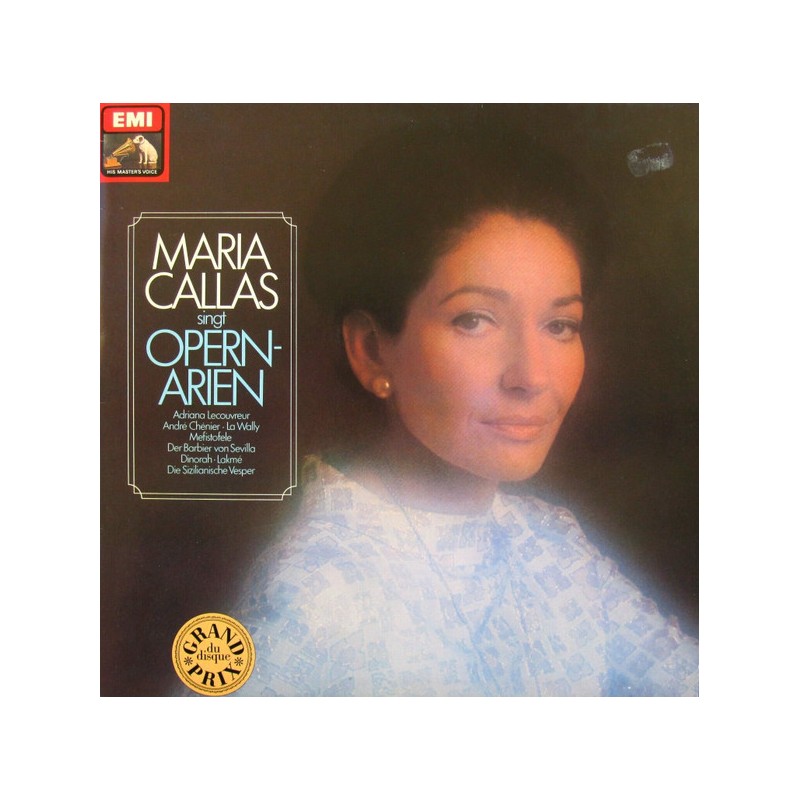 EMI
HIS MASTER'S VOICE
MARIA
CALLAS
singt
OPERN-
ARIEN
Adriana Lecouvreur
André Chénier · La Wally
Mefistofele
Der Barbier von Sevilla
Dinorah · Lakmé
Die Sizilianische Vesper
GRAND
du
disque
PRIX